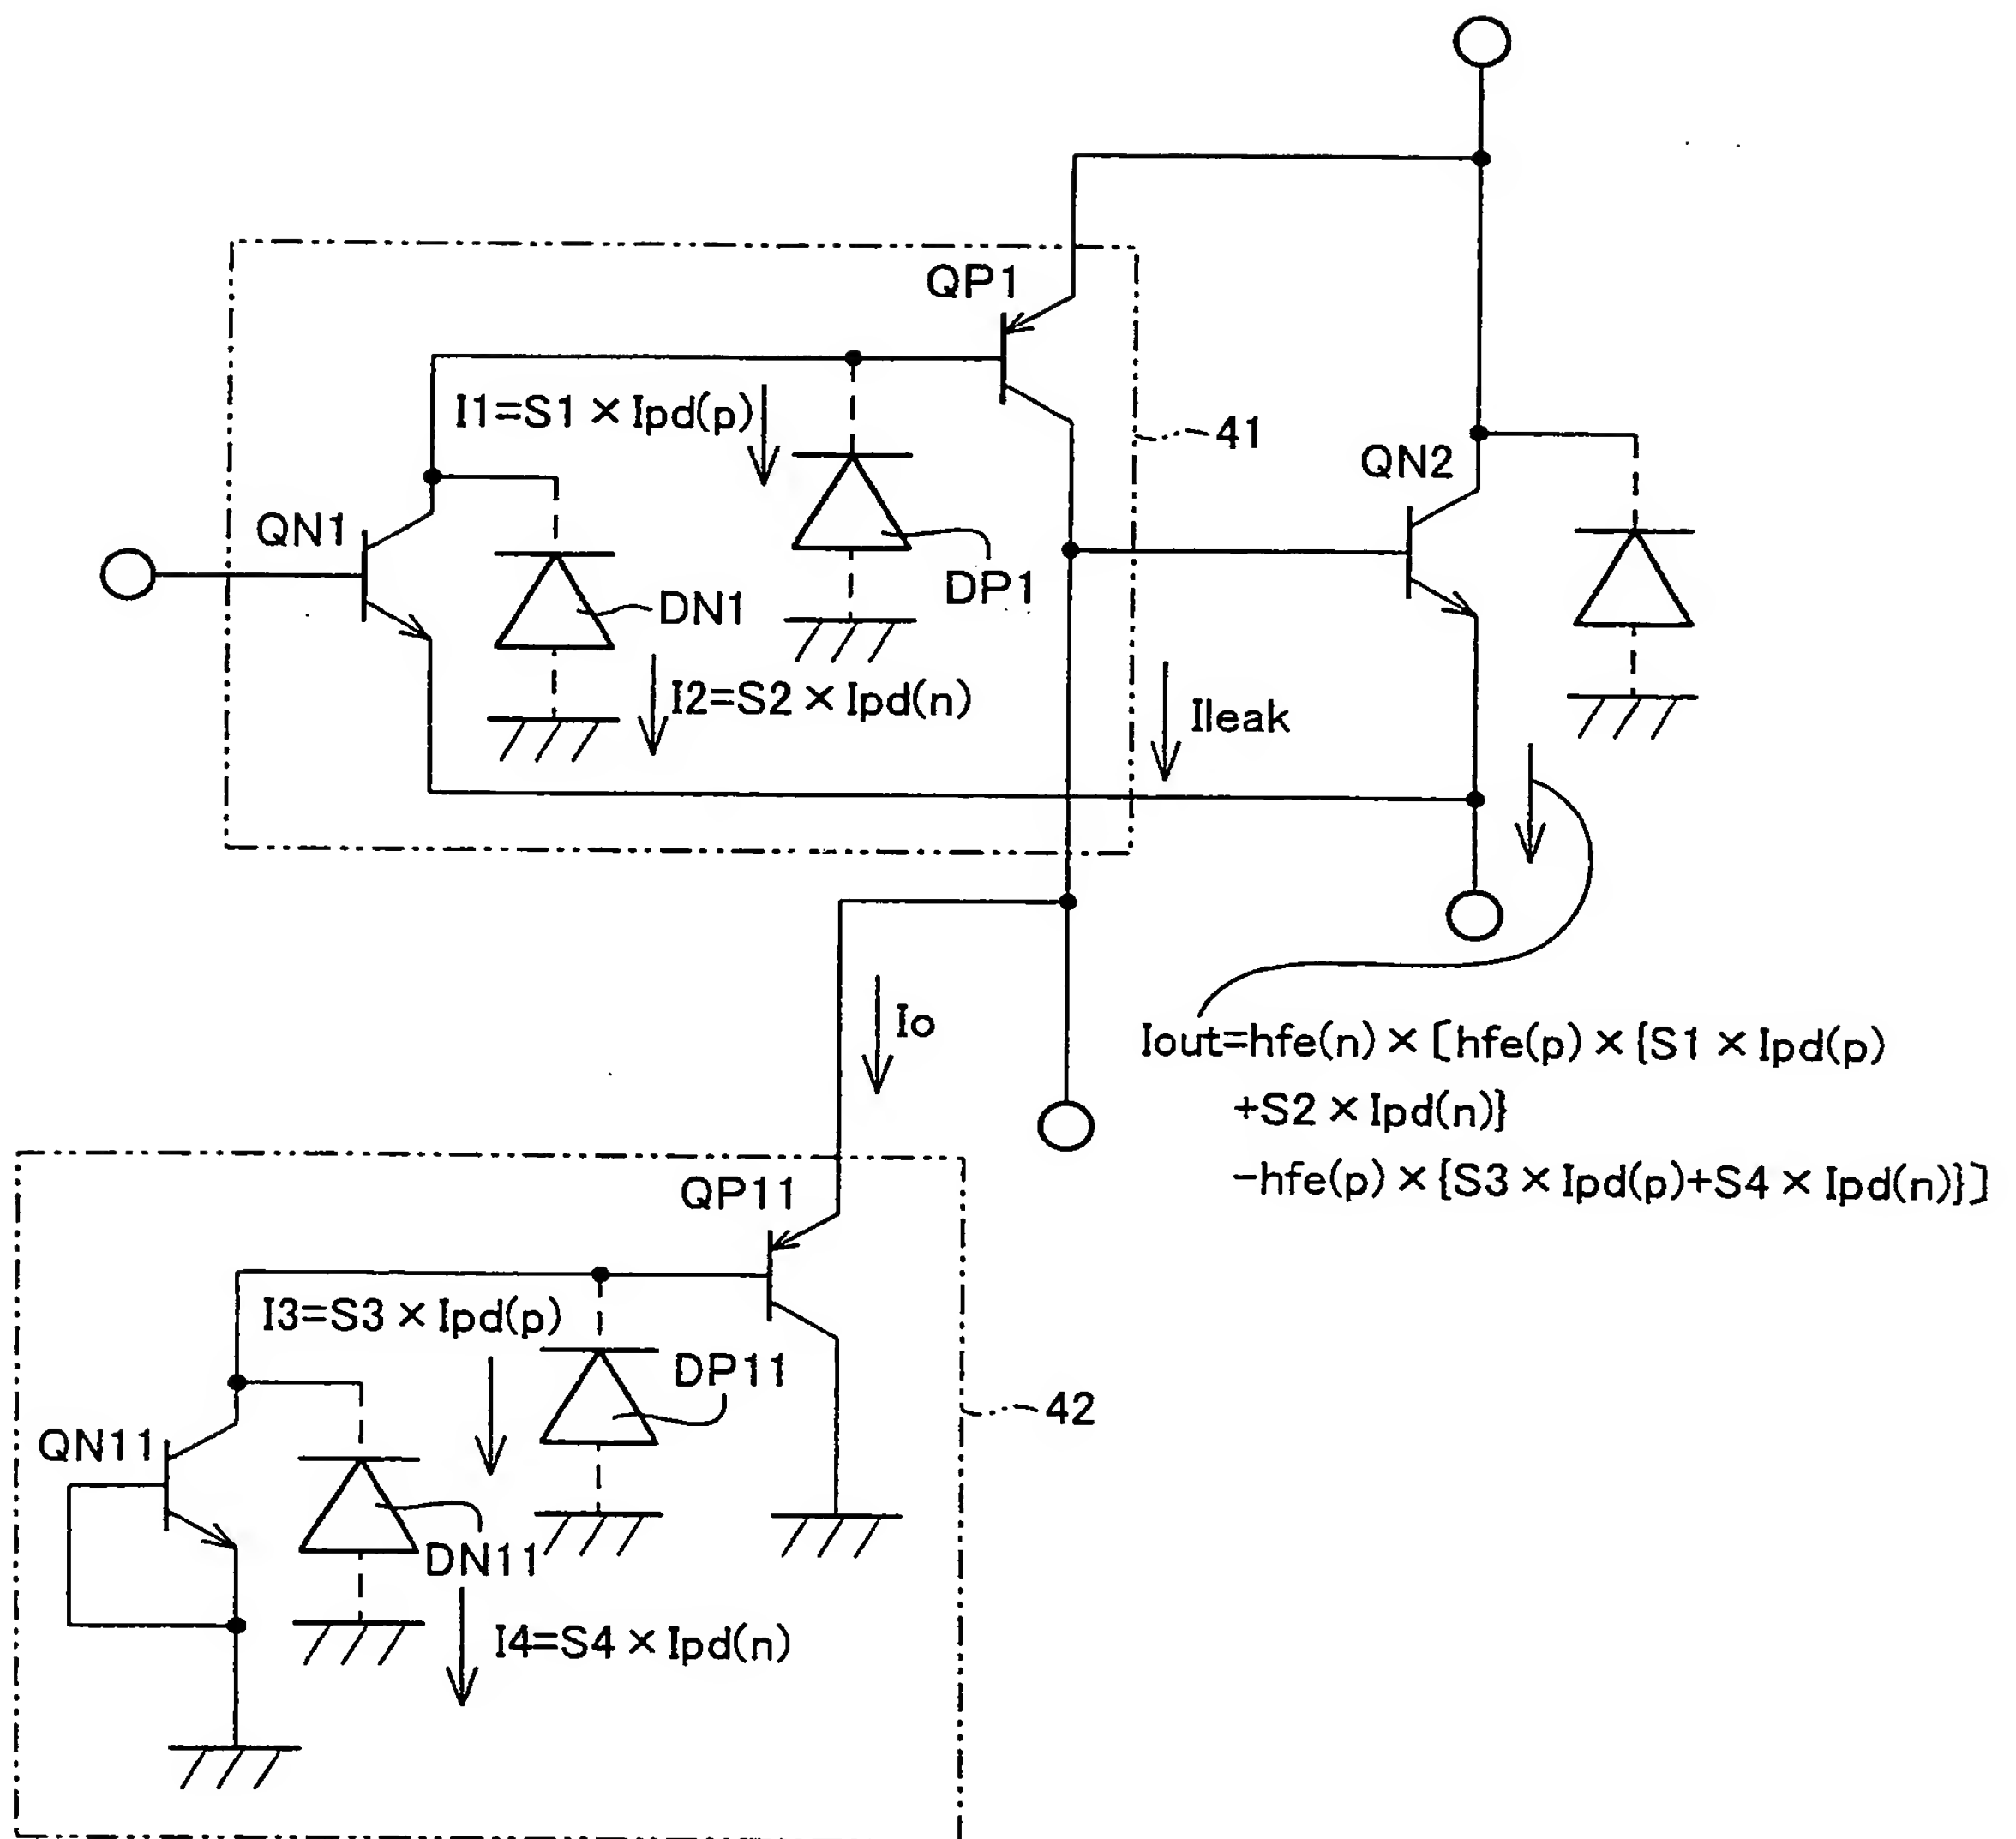 QP1
I1=S1×Ipd(p)
41
QN2
QN1
DP1
DN1
I2=S2×Ipd(n)
Ileak
Io
Iout=hfe(n)×[hfe(p)×{S1×Ipd(p)
+S2×Ipd(n)}
-hfe(p)×{S3×Ipd(p)+S4×Ipd(n)}]
QP11
I3=S3×Ipd(p)
DP11
42
QN11
DN11
I4=S4×Ipd(n)